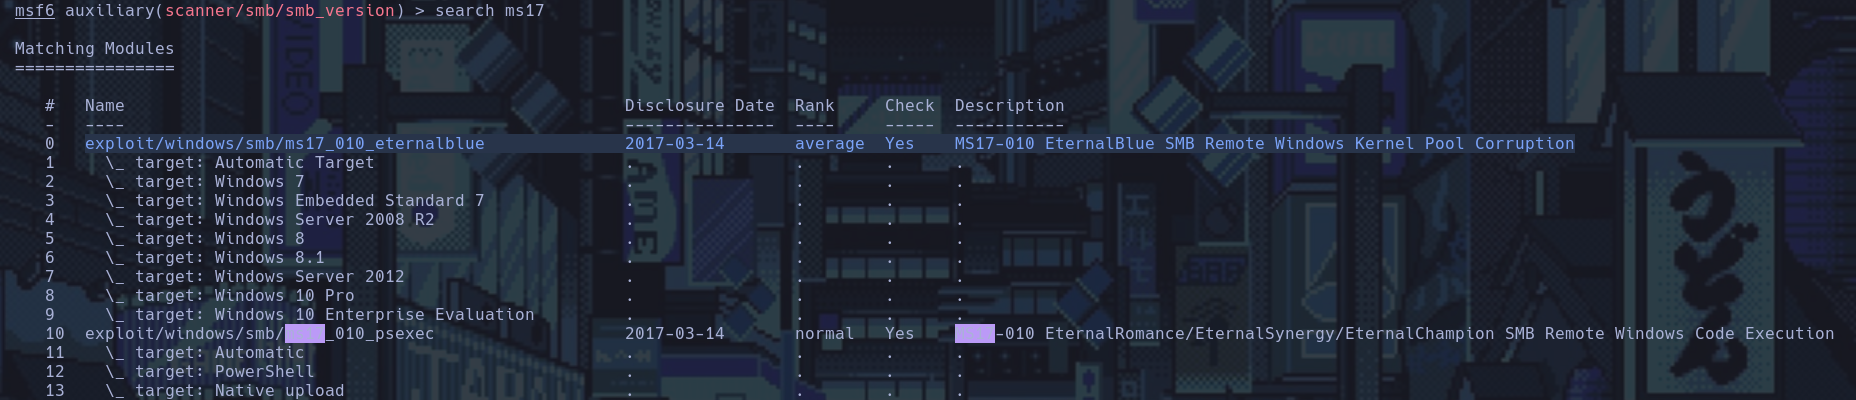 msf6 auxiliary(scanner/smb/smb_version) > search ms17
Matching Modules
================
#   Name   Disclosure Date   Rank   Check   Description
-   ----   ---------------   ----   -----   -----------
0   exploit/windows/smb/ms17_010_eternalblue   2017-03-14   average   Yes   MS17-010 EternalBlue SMB Remote Windows Kernel Pool Corruption
1   \_ target: Automatic Target   .   .   .   .
2   \_ target: Windows 7   .   .   .   .
3   \_ target: Windows Embedded Standard 7   .   .   .   .
4   \_ target: Windows Server 2008 R2   .   .   .   .
5   \_ target: Windows 8   .   .   .   .
6   \_ target: Windows 8.1   .   .   .   .
7   \_ target: Windows Server 2012   .   .   .   .
8   \_ target: Windows 10 Pro   .   .   .   .
9   \_ target: Windows 10 Enterprise Evaluation   .   .   .   .
10   exploit/windows/smb/_010_psexec   2017-03-14   normal   Yes   -010 EternalRomance/EternalSynergy/EternalChampion SMB Remote Windows Code Execution
11   \_ target: Automatic   .   .   .   .
12   \_ target: PowerShell   .   .   .   .
13   \_ target: Native upload   .   .   .   .
VIDEO